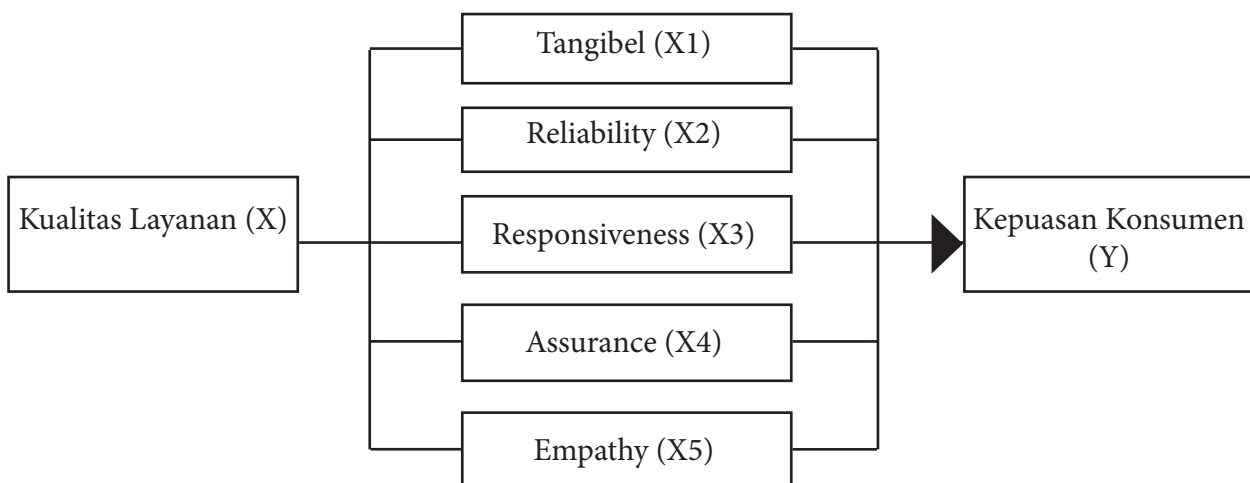 Kualitas Layanan (X)
Tangibel (X1)
Reliability (X2)
Responsiveness (X3)
Assurance (X4)
Empathy (X5)
Kepuasan Konsumen
(Y)